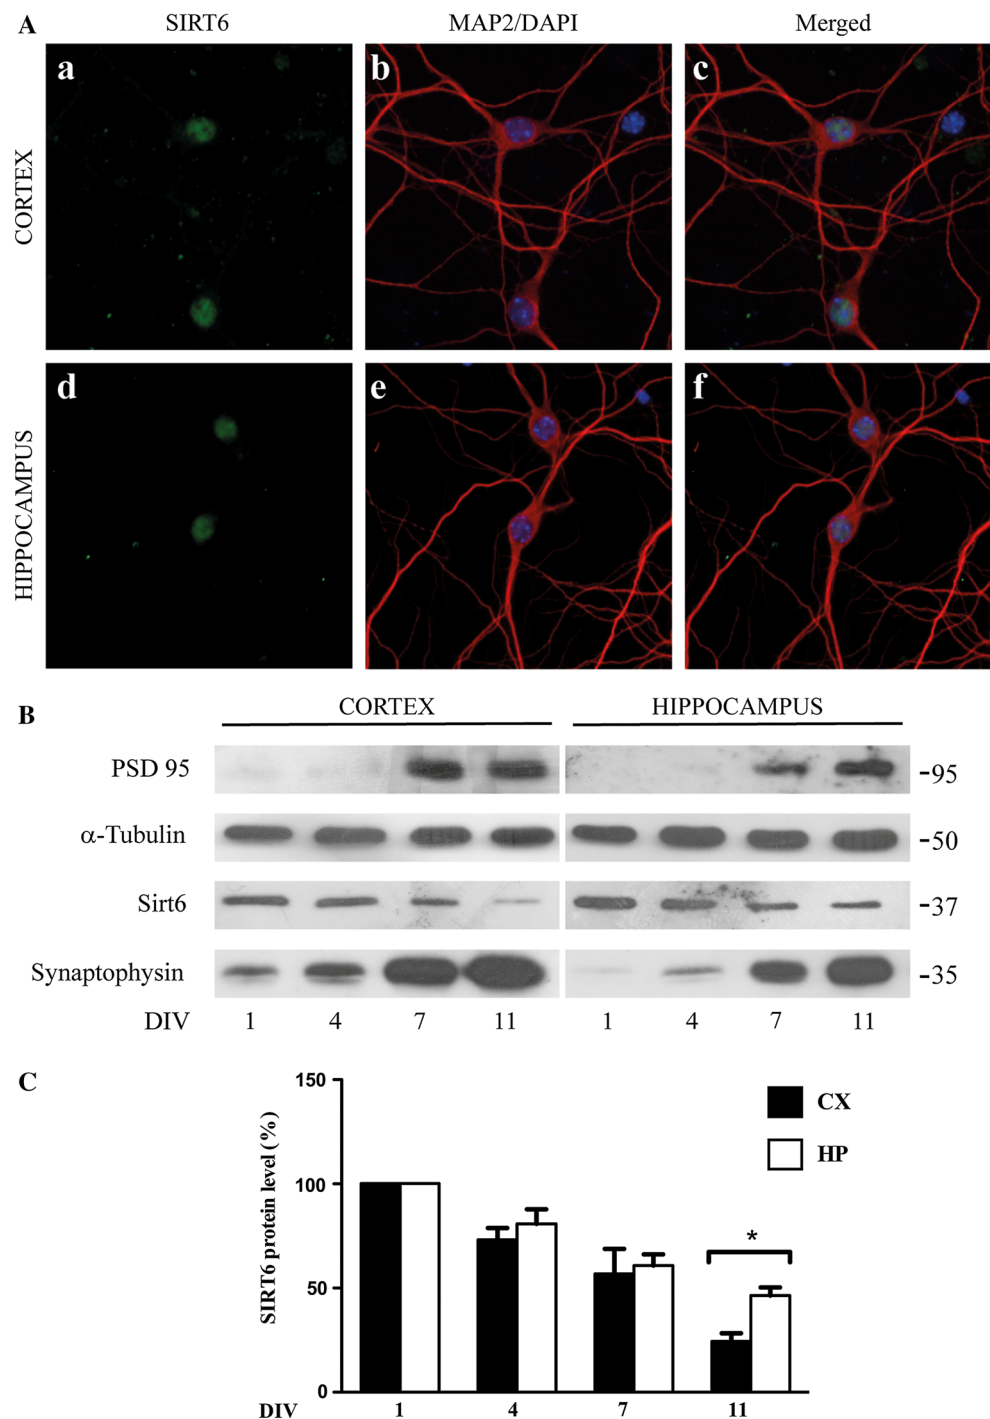 A SIRT6 MAP2/DAPI Merged
a b c
CORTEX
d e f
HIPPOCAMPUS
B CORTEX HIPPOCAMPUS
PSD 95 -95
α-Tubulin -50
Sirt6 -37
Synaptophysin -35
DIV 1 4 7 11 1 4 7 11
C
150
100
50
0
SIRT6 protein level (%)
CX
HP
*
DIV 1 4 7 11